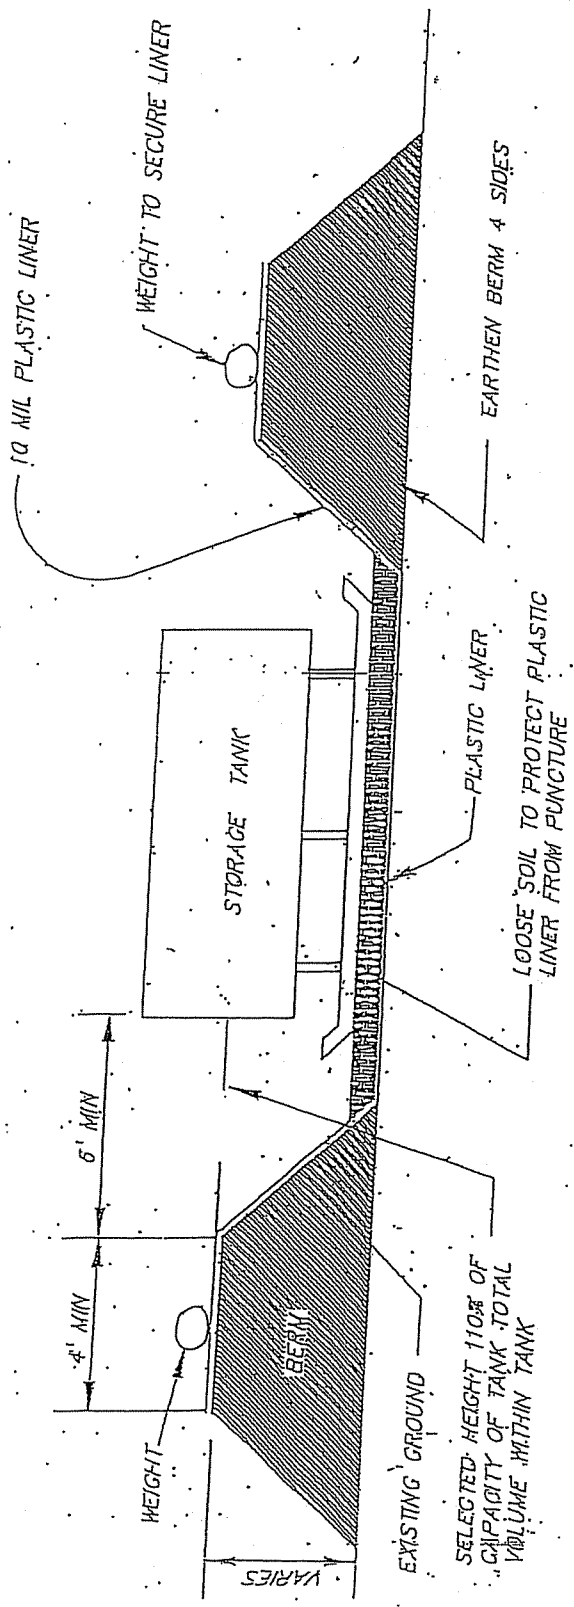 10 MIL PLASTIC LINER
WEIGHT TO SECURE LINER
6' MIN
4' MIN
STORAGE TANK
WEIGHT
BERM
VARIES
EXISTING GROUND
SELECTED HEIGHT 110% OF
CAPACITY OF TANK TOTAL
VOLUME WITHIN TANK
PLASTIC LINER
LOOSE SOIL TO PROTECT PLASTIC
LINER FROM PUNCTURE
EARTHEN BERM 4 SIDES